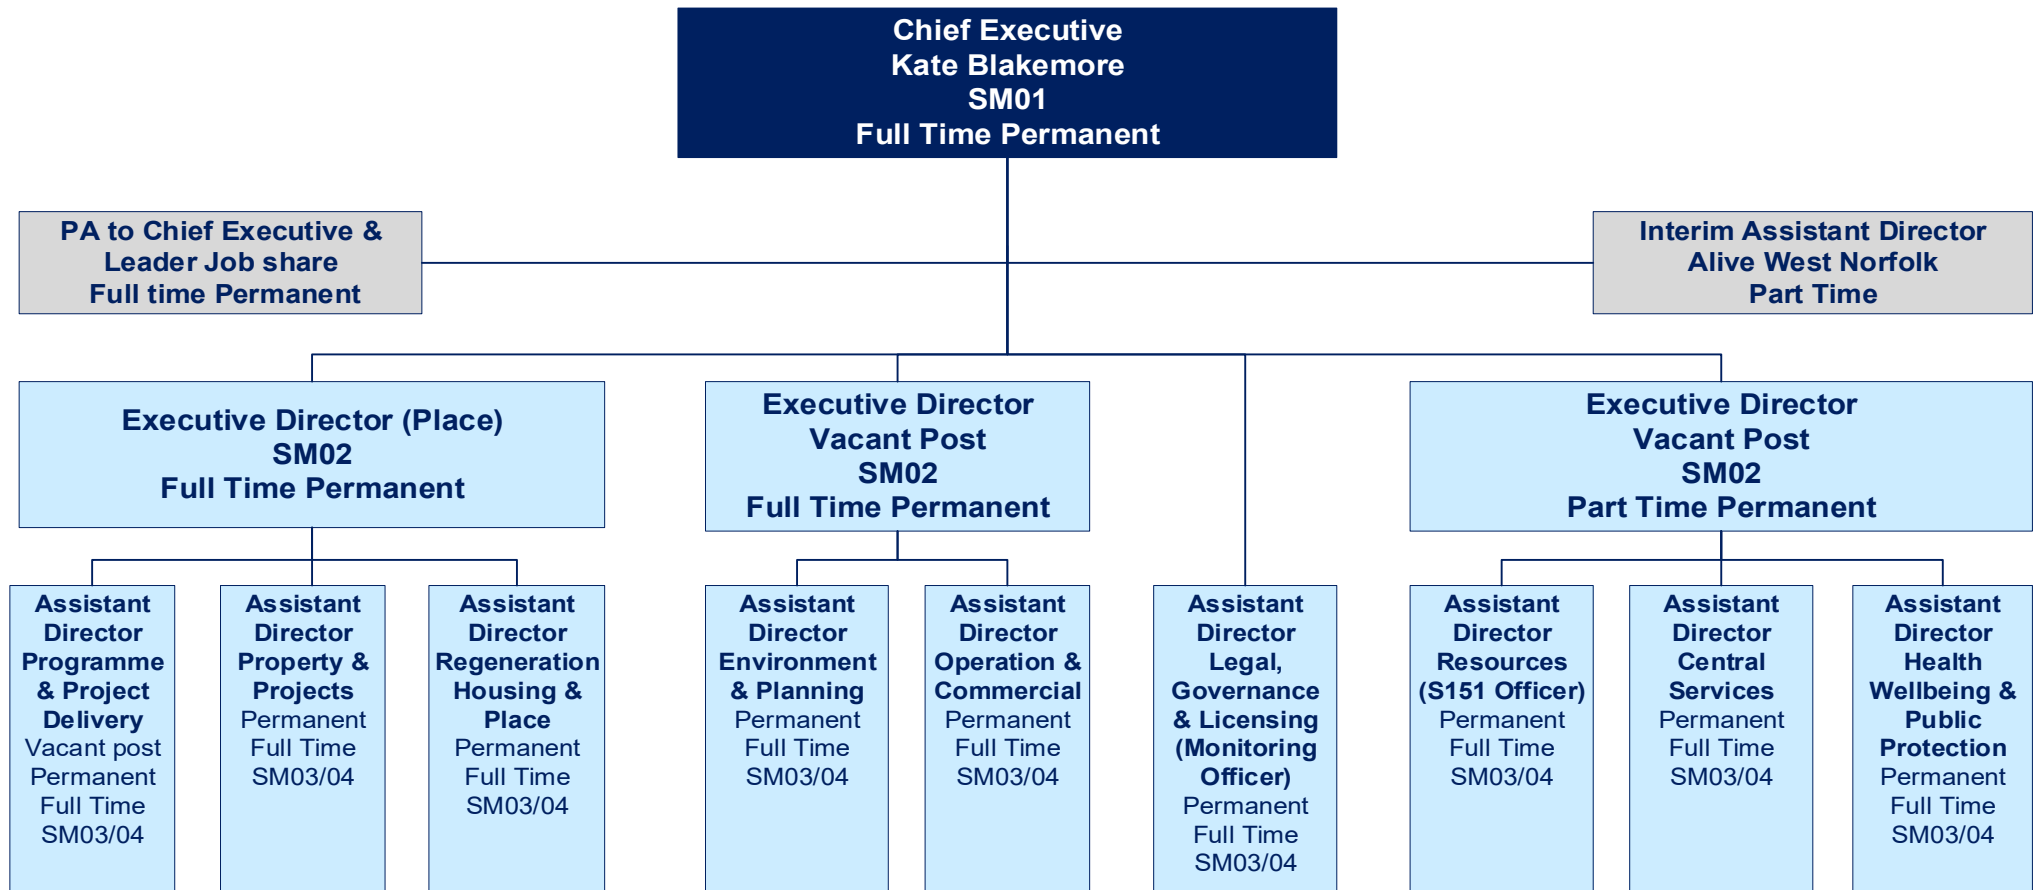 Chief Executive
Kate Blakemore
SM01
Full Time Permanent
PA to Chief Executive &
Leader Job share
Full time Permanent
Interim Assistant Director
Alive West Norfolk
Part Time
Executive Director (Place)
SM02
Full Time Permanent
Executive Director
Vacant Post
SM02
Full Time Permanent
Executive Director
Vacant Post
SM02
Part Time Permanent
Assistant
Director
Programme
& Project
Delivery
Vacant post
Permanent
Full Time
SM03/04
Assistant
Director
Property &
Projects
Permanent
Full Time
SM03/04
Assistant
Director
Regeneration
Housing &
Place
Permanent
Full Time
SM03/04
Assistant
Director
Environment
& Planning
Permanent
Full Time
SM03/04
Assistant
Director
Operation &
Commercial
Permanent
Full Time
SM03/04
Assistant
Director
Legal,
Governance
& Licensing
(Monitoring
Officer)
Permanent
Full Time
SM03/04
Assistant
Director
Resources
(S151 Officer)
Permanent
Full Time
SM03/04
Assistant
Director
Central
Services
Permanent
Full Time
SM03/04
Assistant
Director
Health
Wellbeing &
Public
Protection
Permanent
Full Time
SM03/04